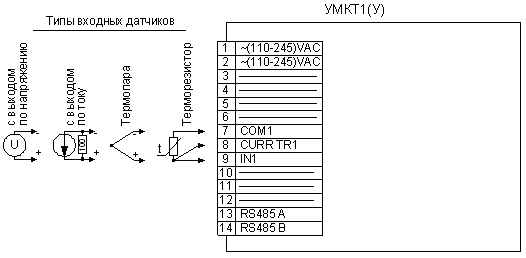 УМКТ1(У)
Типы входных датчиков
с выходом
по напряжению
с выходом
по току
Термопара
Терморезистор
1 ~(110-245)VAC
2 ~(110-245)VAC
3
4
5
6
7 COM1
8 CURR TR1
9 IN1
10
11
12
13 RS485 A
14 RS485 B
U
100
t
- + - + - +